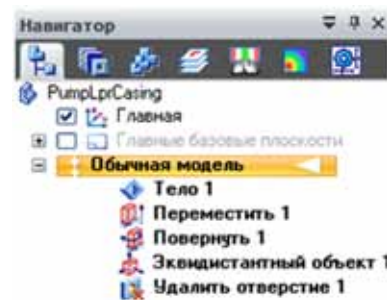 Навигатор
PumpLprCasing
Главная
Главные базовые плоскости
Обычная модель
Тело 1
Переместить 1
Повернуть 1
Эквидистантный объект 1
Удалить отверстие 1